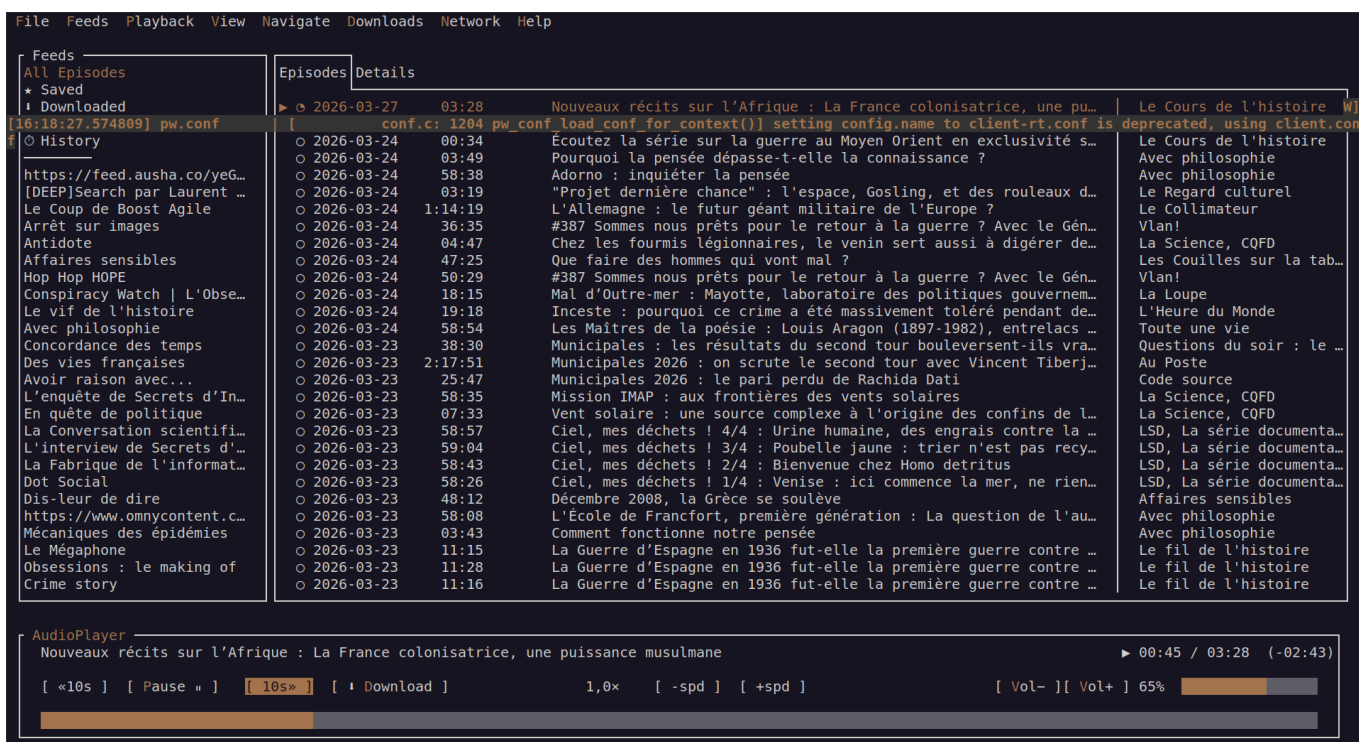 File Feeds Playback View Navigate Downloads Network Help
Feeds
All Episodes
★ Saved
⬇ Downloaded
[16:18:27.574809] pw.conf | [ conf.c: 1204 pw_conf_load_conf_for_context()] setting config.name to client-rt.conf is deprecated, using client.con
f ⏱ History
https://feed.ausha.co/yeG…
[DEEP]Search par Laurent …
Le Coup de Boost Agile
Arrêt sur images
Antidote
Affaires sensibles
Hop Hop HOPE
Conspiracy Watch | L'Obse…
Le vif de l'histoire
Avec philosophie
Concordance des temps
Des vies françaises
Avoir raison avec...
L’enquête de Secrets d’In…
En quête de politique
La Conversation scientifi…
L'interview de Secrets d'…
La Fabrique de l'informat…
Dot Social
Dis-leur de dire
https://www.omnycontent.c…
Mécaniques des épidémies
Le Mégaphone
Obsessions : le making of
Crime story
Episodes Details
▶ ◔ 2026-03-27 03:28 Nouveaux récits sur l’Afrique : La France colonisatrice, une pu… │ Le Cours de l'histoire W]
○ 2026-03-24 00:34 Écoutez la série sur la guerre au Moyen Orient en exclusivité s… Le Cours de l'histoire
○ 2026-03-24 03:49 Pourquoi la pensée dépasse-t-elle la connaissance ? Avec philosophie
○ 2026-03-24 58:38 Adorno : inquiéter la pensée Avec philosophie
○ 2026-03-24 03:19 "Projet dernière chance" : l'espace, Gosling, et des rouleaux d… Le Regard culturel
○ 2026-03-24 1:14:19 L'Allemagne : le futur géant militaire de l'Europe ? Le Collimateur
○ 2026-03-24 36:35 #387 Sommes nous prêts pour le retour à la guerre ? Avec le Gén… Vlan!
○ 2026-03-24 04:47 Chez les fourmis légionnaires, le venin sert aussi à digérer de… La Science, CQFD
○ 2026-03-24 47:25 Que faire des hommes qui vont mal ? Les Couilles sur la tab…
○ 2026-03-24 50:29 #387 Sommes nous prêts pour le retour à la guerre ? Avec le Gén… Vlan!
○ 2026-03-24 18:15 Mal d’Outre-mer : Mayotte, laboratoire des politiques gouvernem… La Loupe
○ 2026-03-24 19:18 Inceste : pourquoi ce crime a été massivement toléré pendant de… L'Heure du Monde
○ 2026-03-24 58:54 Les Maîtres de la poésie : Louis Aragon (1897-1982), entrelacs … Toute une vie
○ 2026-03-23 38:30 Municipales : les résultats du second tour bouleversent-ils vra… Questions du soir : le …
○ 2026-03-23 2:17:51 Municipales 2026 : on scrute le second tour avec Vincent Tiberj… Au Poste
○ 2026-03-23 25:47 Municipales 2026 : le pari perdu de Rachida Dati Code source
○ 2026-03-23 58:35 Mission IMAP : aux frontières des vents solaires La Science, CQFD
○ 2026-03-23 07:33 Vent solaire : une source complexe à l'origine des confins de l… La Science, CQFD
○ 2026-03-23 58:57 Ciel, mes déchets ! 4/4 : Urine humaine, des engrais contre la … LSD, La série documenta…
○ 2026-03-23 59:04 Ciel, mes déchets ! 3/4 : Poubelle jaune : trier n'est pas recy… LSD, La série documenta…
○ 2026-03-23 58:43 Ciel, mes déchets ! 2/4 : Bienvenue chez Homo detritus LSD, La série documenta…
○ 2026-03-23 58:26 Ciel, mes déchets ! 1/4 : Venise : ici commence la mer, ne rien… LSD, La série documenta…
○ 2026-03-23 48:12 Décembre 2008, la Grèce se soulève Affaires sensibles
○ 2026-03-23 58:08 L'École de Francfort, première génération : La question de l'au… Avec philosophie
○ 2026-03-23 03:43 Comment fonctionne notre pensée Avec philosophie
○ 2026-03-23 11:15 La Guerre d’Espagne en 1936 fut-elle la première guerre contre … Le fil de l'histoire
○ 2026-03-23 11:28 La Guerre d’Espagne en 1936 fut-elle la première guerre contre … Le fil de l'histoire
○ 2026-03-23 11:16 La Guerre d’Espagne en 1936 fut-elle la première guerre contre … Le fil de l'histoire
AudioPlayer
Nouveaux récits sur l’Afrique : La France colonisatrice, une puissance musulmane ▶ 00:45 / 03:28 (-02:43)
[ «10s ] [ Pause ⏸ ] [ 10s» ] [ ⬇ Download ] 1,0× [ -spd ] [ +spd ] [ Vol− ][ Vol+ ] 65%